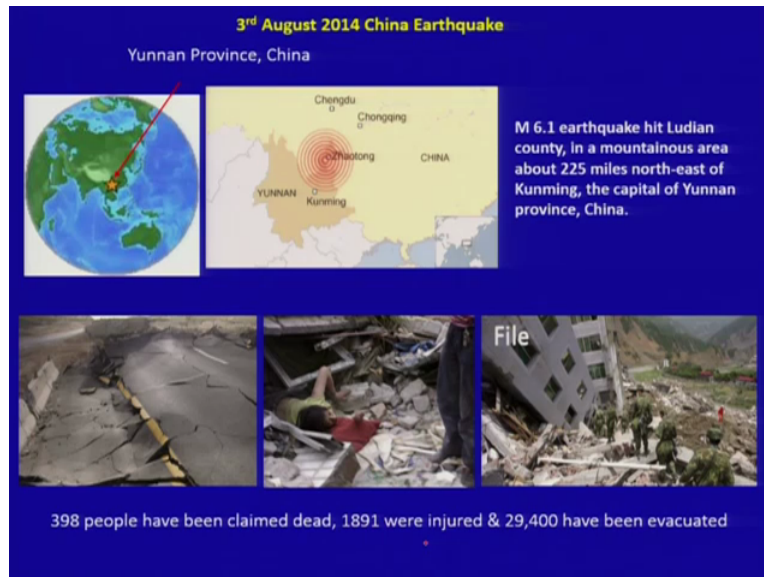 3rd August 2014 China Earthquake
Yunnan Province, China
Chengdu
Chongqing
Zhaotong
CHINA
YUNNAN
Kunming
M 6.1 earthquake hit Ludian
county, in a mountainous area
about 225 miles north-east of
Kunming, the capital of Yunnan
province, China.
File
398 people have been claimed dead, 1891 were injured & 29,400 have been evacuated